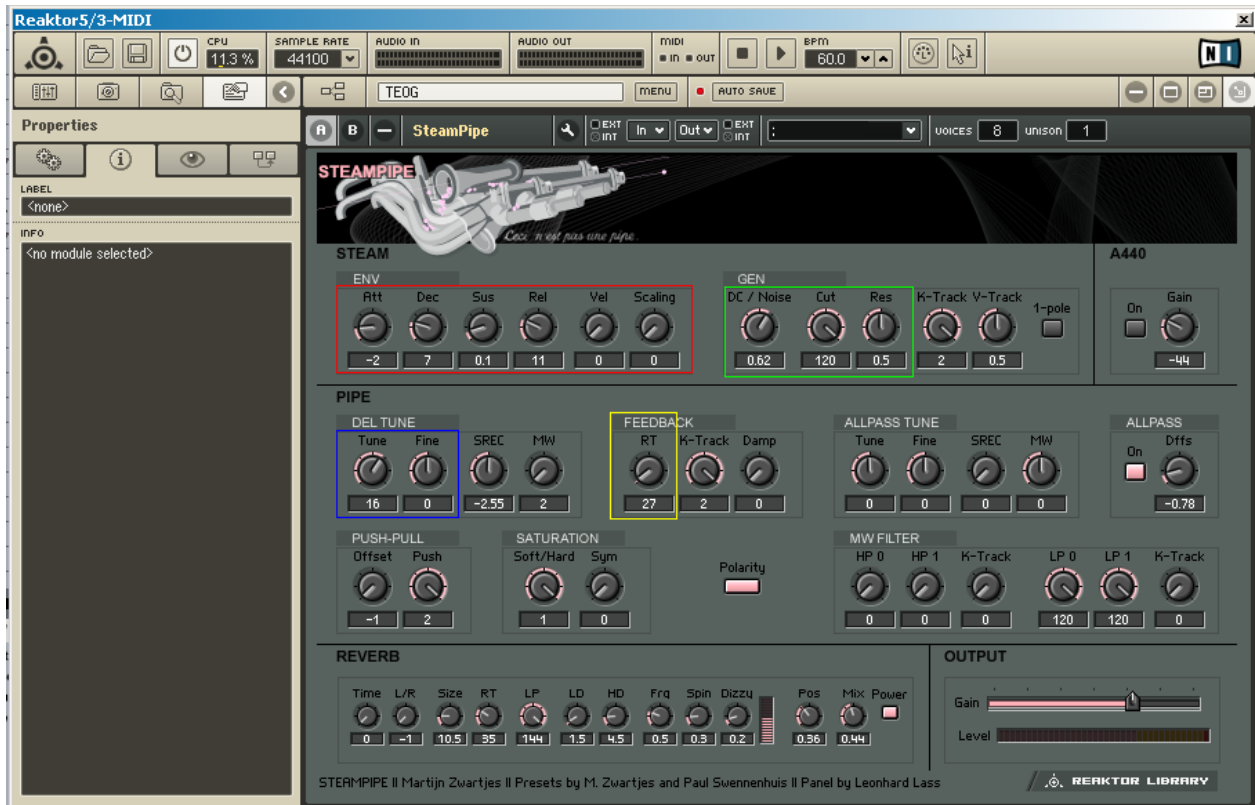 Reaktor5/3-MIDI
CPU SAMPLE RATE AUDIO IN AUDIO OUT MIDI BPM
11.3 % 44100 IN OUT 60.0 i NI
TEOG MENU AUTO SAVE
Properties
A B SteamPipe EXT INT In Out EXT INT : VOICES 8 UNISON 1
LABEL
<none>
INFO
<no module selected>
STEAMPIPE
Ceci n'est pas une pipe.
STEAM A440
ENV GEN
Att Dec Sus Rel Vel Scaling DC / Noise Cut Res K-Track V-Track 1-pole On Gain
-2 7 0.1 11 0 0 0.62 120 0.5 2 0.5 -44
PIPE
DEL TUNE FEEDBACK ALLPASS TUNE ALLPASS
Tune Fine SREC MW RT K-Track Damp Tune Fine SREC MW On Dffs
16 0 -2.55 2 27 2 0 0 0 0 0 -0.78
PUSH-PULL SATURATION MW FILTER
Offset Push Soft/Hard Sym Polarity HP 0 HP 1 K-Track LP 0 LP 1 K-Track
-1 2 1 0 0 0 0 120 120 0
REVERB OUTPUT
Time L/R Size RT LP LD HD Frq Spin Dizzy Pos Mix Power Gain
0 -1 10.5 35 144 1.5 4.5 0.5 0.3 0.2 0.36 0.44 Level
STEAMPIPE II Martijn Zwartjes II Presets by M. Zwartjes and Paul Swennenhuis II Panel by Leonhard Lass REAKTOR LIBRARY